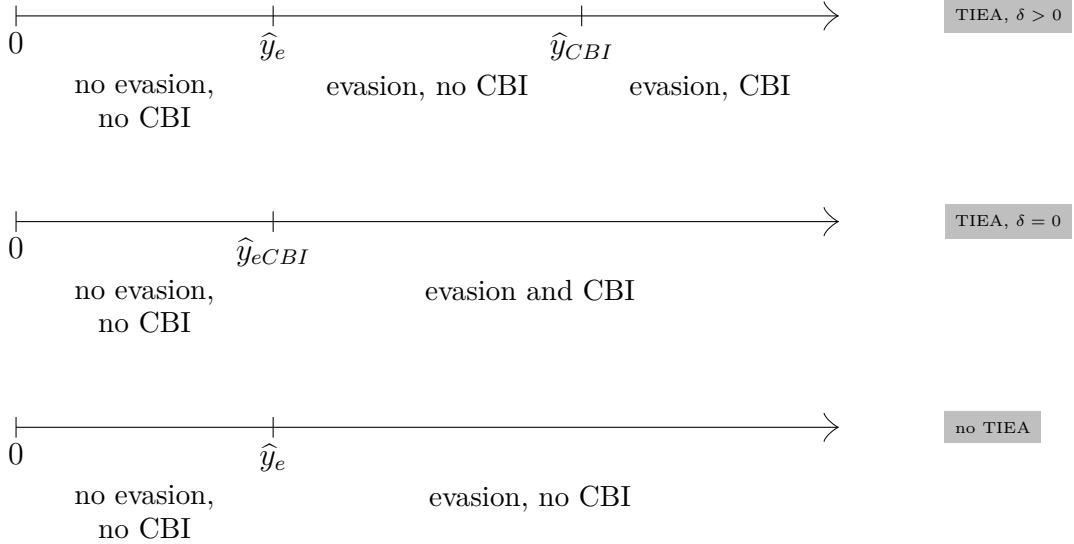 TIEA, δ > 0
0 ŷ_e ŷ_CBI
no evasion, evasion, no CBI evasion, CBI
no CBI
TIEA, δ = 0
0 ŷ_eCBI
no evasion, evasion and CBI
no CBI
no TIEA
0 ŷ_e
no evasion, evasion, no CBI
no CBI